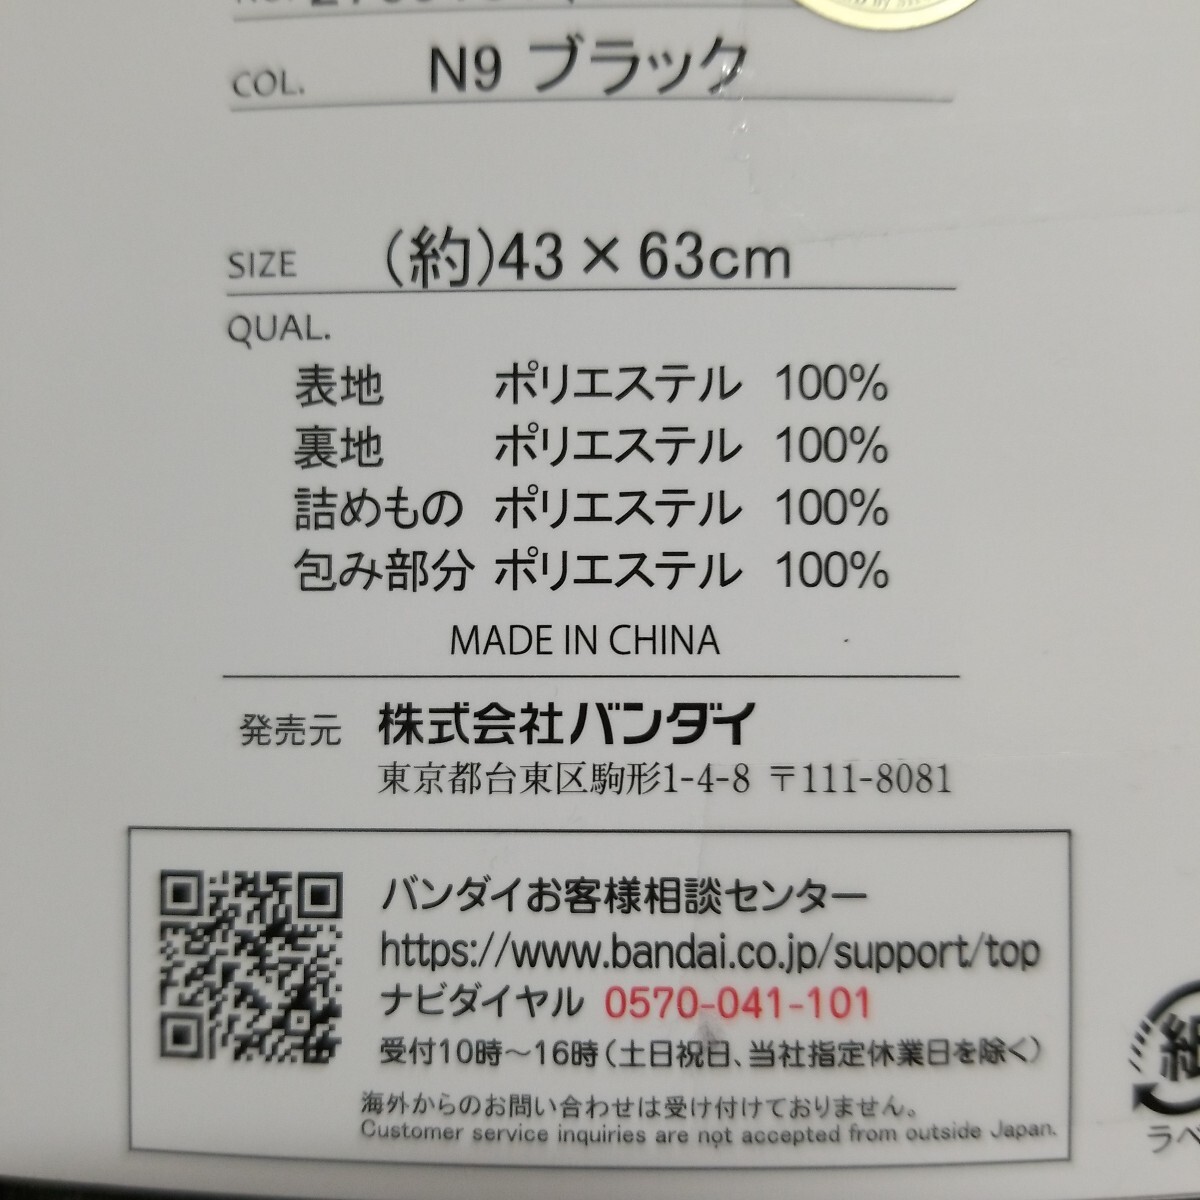 COL. N9 ブラック
SIZE (約)43×63cm
QUAL.
表地 ポリエステル 100%
裏地 ポリエステル 100%
詰めもの ポリエステル 100%
包み部分 ポリエステル 100%
MADE IN CHINA
発売元 株式会社バンダイ
東京都台東区駒形1-4-8 〒111-8081
バンダイお客様相談センター
https://www.bandai.co.jp/support/top
ナビダイヤル 0570-041-101
受付10時～16時(土日祝日、当社指定休業日を除く)
海外からのお問い合わせは受け付けておりません。
Customer service inquiries are not accepted from outside Japan.
紙
ラベ